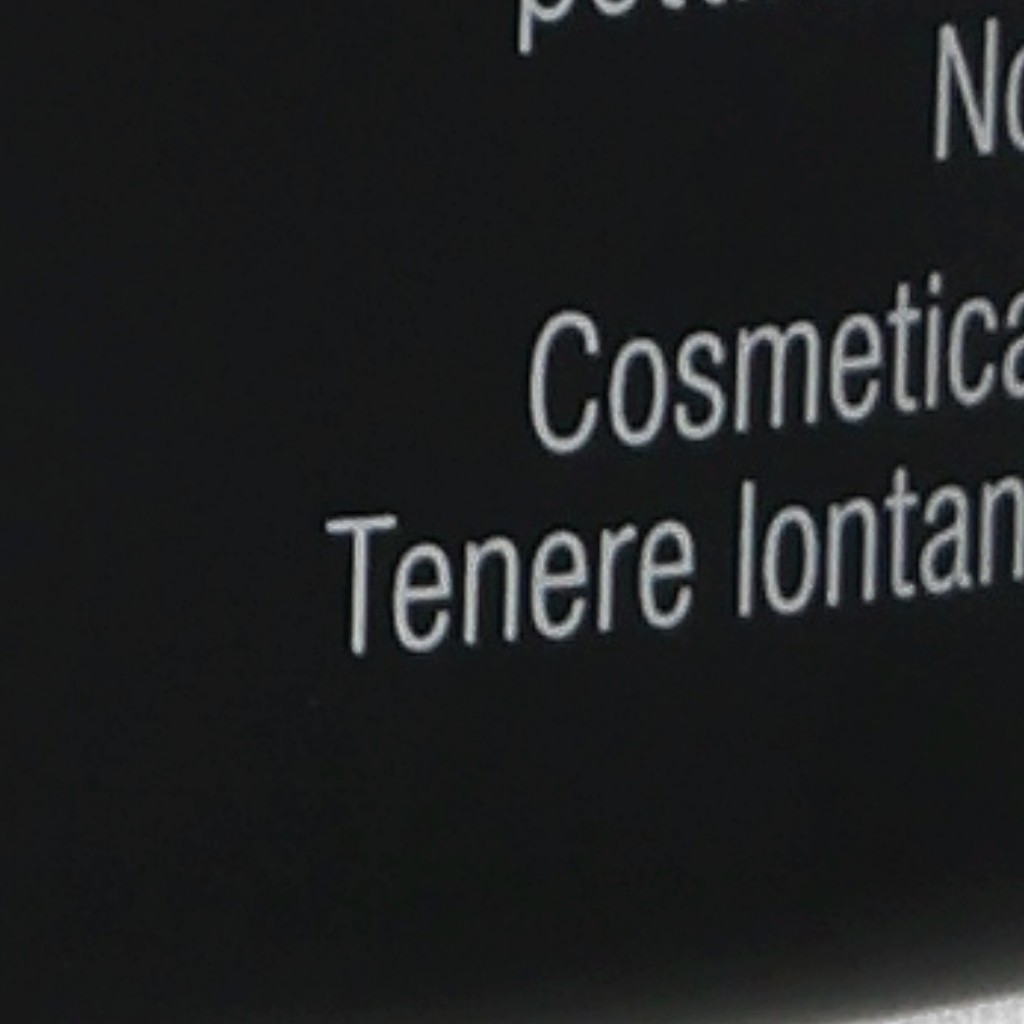 No
Cosmetica
Tenere lontan